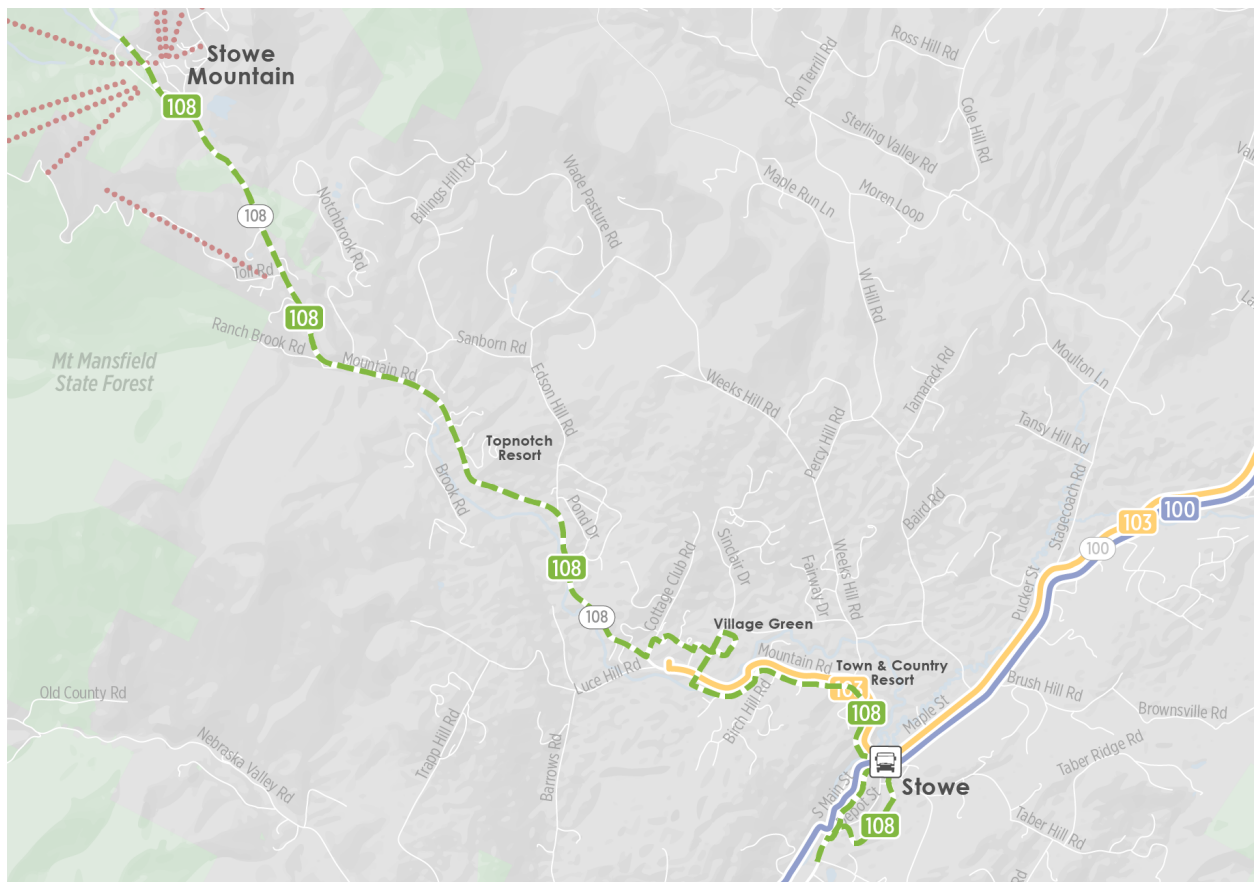 Stowe
Mountain
108
Ross Hill Rd
Ron Terrill Rd
Cole Hill Rd
Sterling Valley Rd
Moren Loop
Maple Run Ln
Wade Pasture Rd
Billings Hill Rd
Notchbrook Rd
108
Toll Rd
W Hill Rd
108
Ranch Brook Rd
Mountain Rd
Sanborn Rd
Mt Mansfield
State Forest
Edson Hill Rd
Weeks Hill Rd
Tamarack Rd
Moulton Ln
Tansy Hill Rd
Percy Hill Rd
Topnotch
Resort
Brook Rd
Pond Dr
Baird Rd
Stagecoach Rd
103
100
100
Sinclair Dr
108
Cottage Club Rd
Fairway Dr
Weeks Hill Rd
Pucker St
108
Village Green
Luce Hill Rd
Mountain Rd
Town & Country
Resort
Brush Hill Rd
Old County Rd
Brownsville Rd
108
Maple St
Birch Hill Rd
Trapp Hill Rd
Nebraska Valley Rd
Barrows Rd
Taber Ridge Rd
Stowe
S Main St
108
Taber Hill Rd